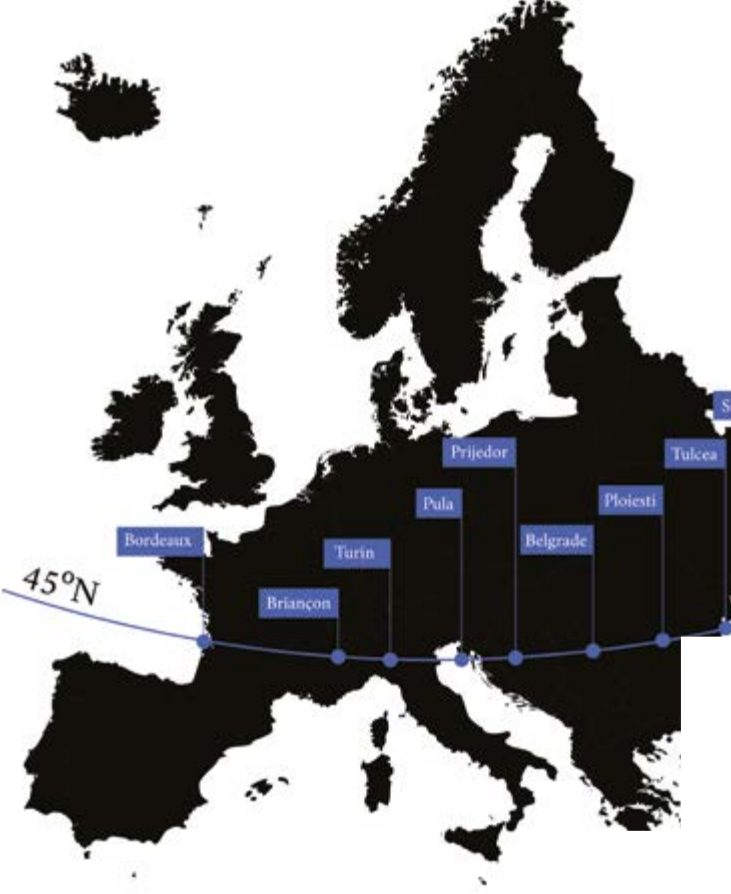 Prijedor
Tulcea
Pula
Ploiesti
Bordeaux
Turin
Belgrade
45°N
Briançon